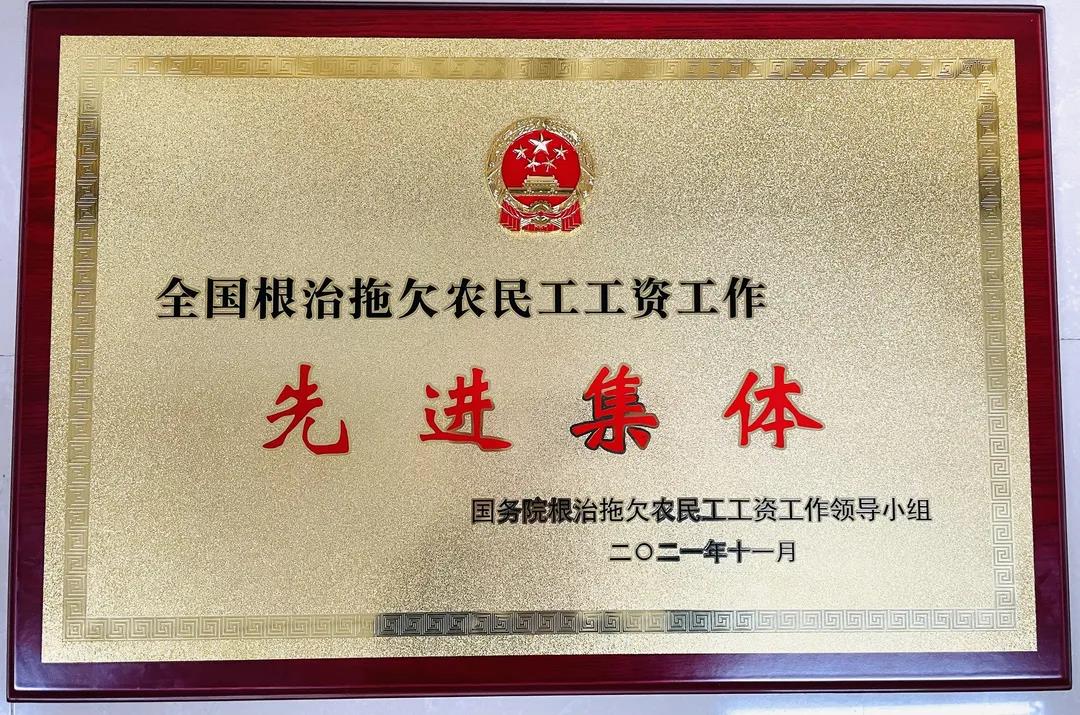 全国根治拖欠农民工工资工作
先进集体
国务院根治拖欠农民工工资工作领导小组
二〇二一年十一月